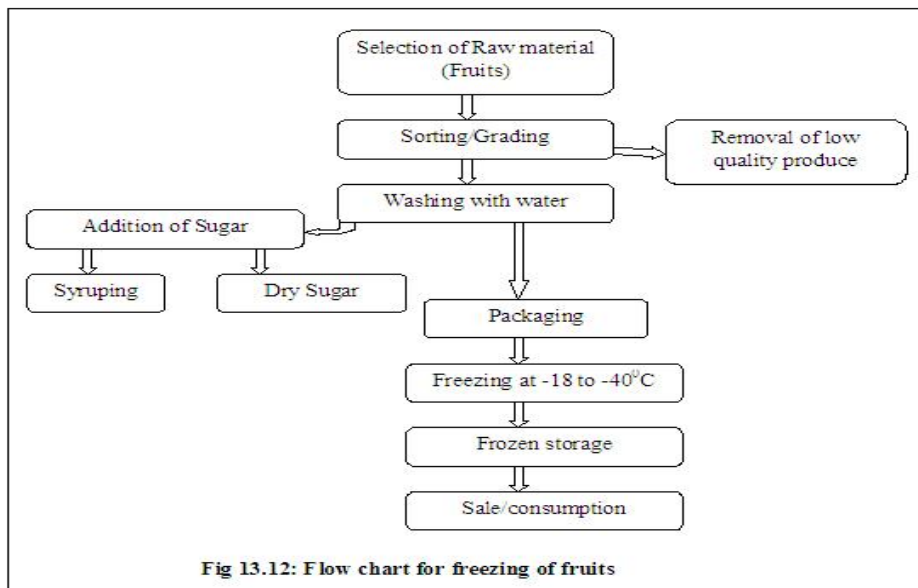 Selection of Raw material
(Fruits)
Sorting/Grading
Removal of low
quality produce
Washing with water
Addition of Sugar
Syruping
Dry Sugar
Packaging
Freezing at -18 to -40⁰C
Frozen storage
Sale/consumption
Fig 13.12: Flow chart for freezing of fruits